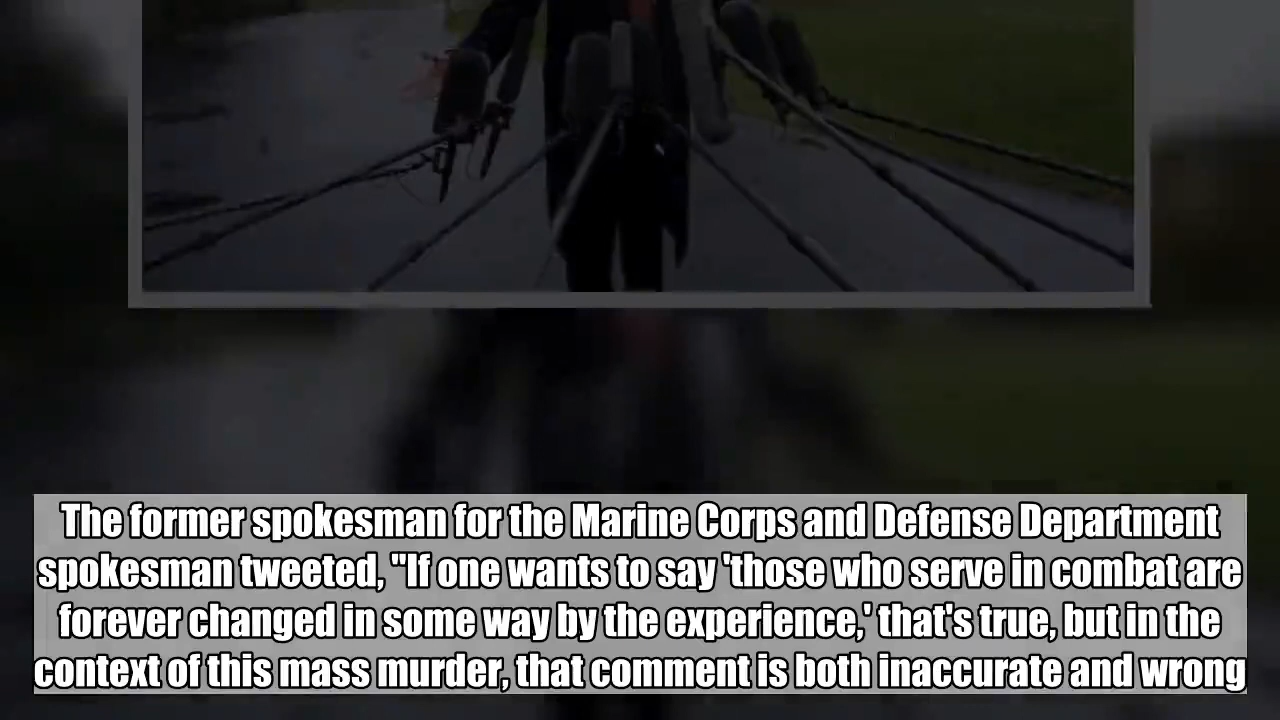 The former spokesman for the Marine Corps and Defense Department
spokesman tweeted, "If one wants to say 'those who serve in combat are
forever changed in some way by the experience,' that's true, but in the
context of this mass murder, that comment is both inaccurate and wrong